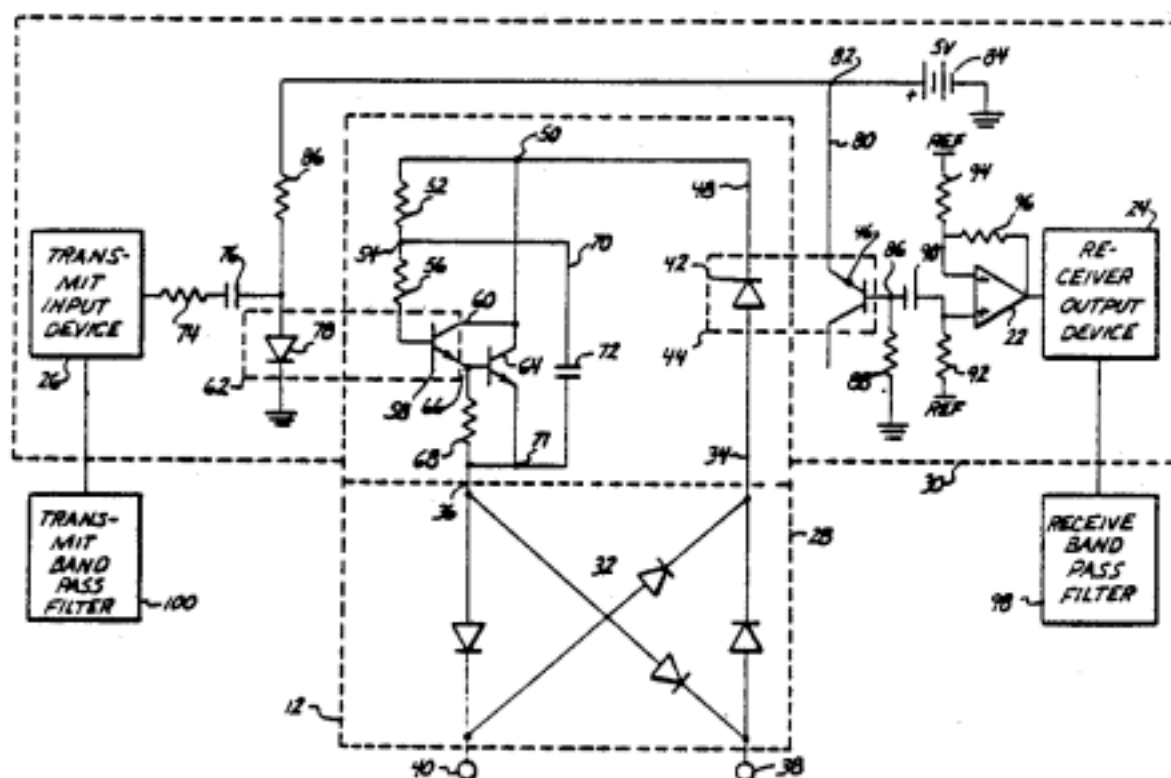 5V
82
84
+
50
80
REF
86
52
48
94
24
TRANS-
MIT
INPUT
DEVICE
76
54
70
46
96
RE-
CEIVER
OUTPUT
DEVICE
56
42
86
90
60
74
78
64
72
22
26
62
58
66
44
88
92
REF
68
71
34
30
36
TRANS-
MIT
BAND
PASS
FILTER
32
28
RECEIVE
BAND
PASS
FILTER
100
98
12
40
38